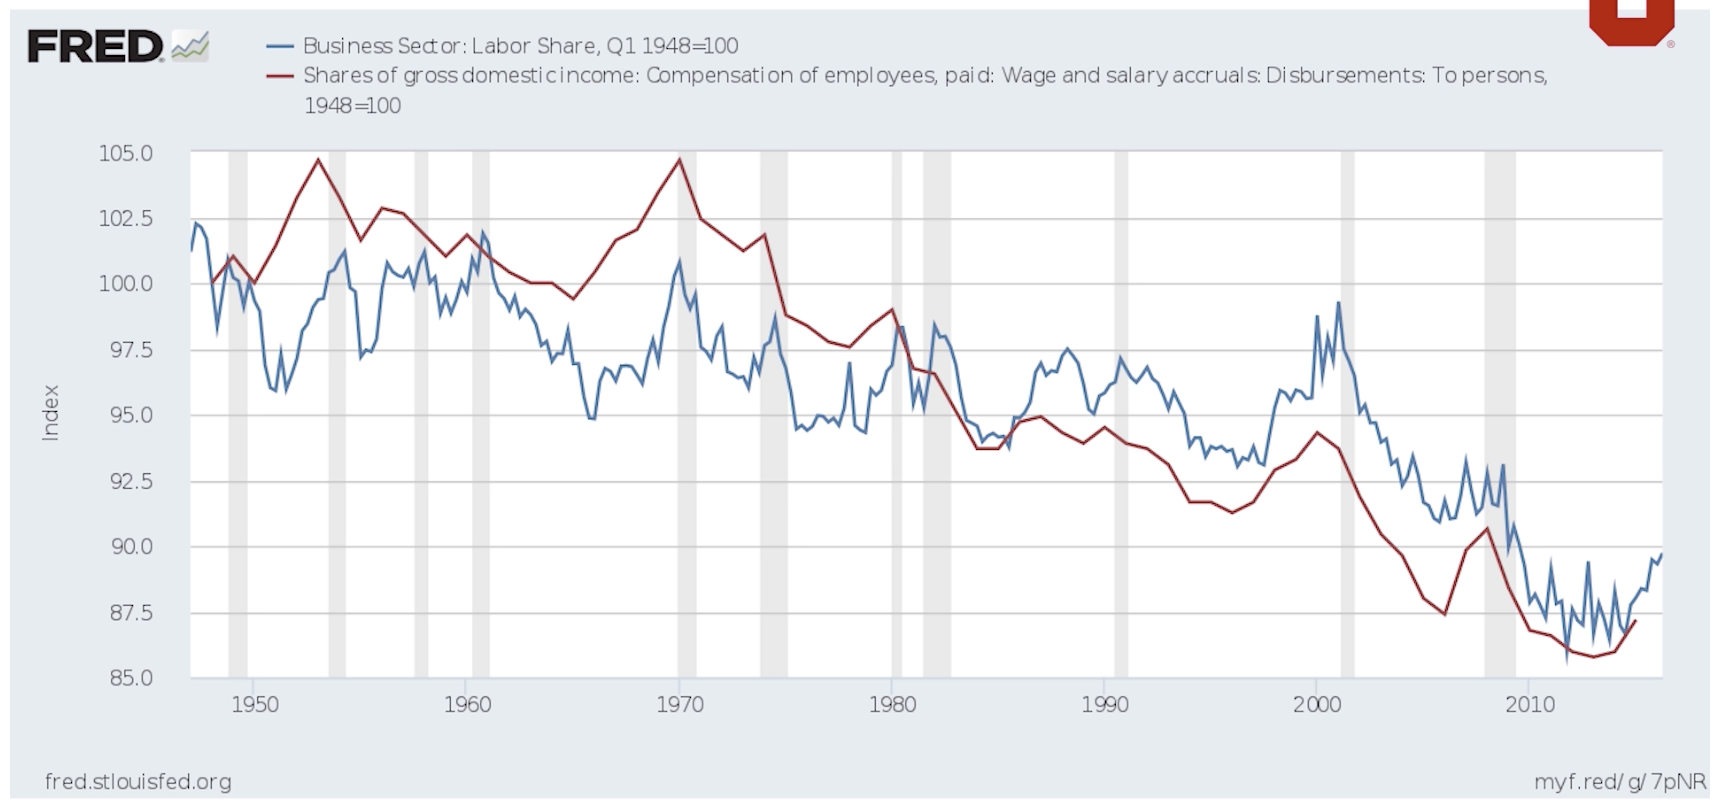 FRED
Business Sector: Labor Share, Q1 1948=100
Shares of gross domestic income: Compensation of employees, paid: Wage and salary accruals: Disbursements: To persons,
1948=100
®
105.0
102.5
100.0
97.5
95.0
92.5
90.0
87.5
85.0
Index
1950 1960 1970 1980 1990 2000 2010
fred.stlouisfed.org
myf.red/g/7pNR